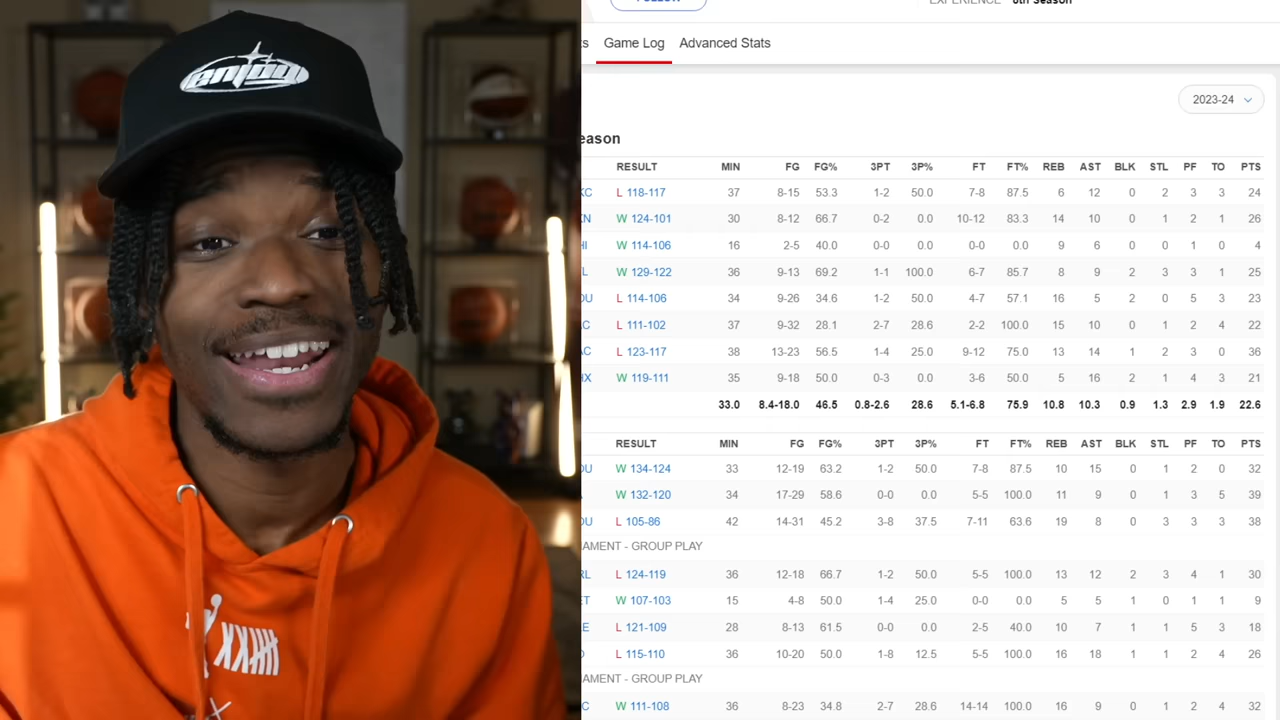 FOLLOW
EXPERIENCE 8th Season
Game Log Advanced Stats
2023-24
eason
RESULT MIN FG FG% 3PT 3P% FT FT% REB AST BLK STL PF TO PTS
L 118-117 37 8-15 53.3 1-2 50.0 7-8 87.5 6 12 0 2 3 3 24
W 124-101 30 8-12 66.7 0-2 0.0 10-12 83.3 14 10 0 1 2 1 26
W 114-106 16 2-5 40.0 0-0 0.0 0-0 0.0 9 6 0 0 1 0 4
W 129-122 36 9-13 69.2 1-1 100.0 6-7 85.7 8 9 2 3 3 1 25
L 114-106 34 9-26 34.6 1-2 50.0 4-7 57.1 16 5 2 0 5 3 23
L 111-102 37 9-32 28.1 2-7 28.6 2-2 100.0 15 10 0 1 2 4 22
L 123-117 38 13-23 56.5 1-4 25.0 9-12 75.0 13 14 1 2 3 0 36
W 119-111 35 9-18 50.0 0-3 0.0 3-6 50.0 5 16 2 1 4 3 21
33.0 8.4-18.0 46.5 0.8-2.6 28.6 5.1-6.8 75.9 10.8 10.3 0.9 1.3 2.9 1.9 22.6
RESULT MIN FG FG% 3PT 3P% FT FT% REB AST BLK STL PF TO PTS
OU W 134-124 33 12-19 63.2 1-2 50.0 7-8 87.5 10 15 0 1 2 0 32
W 132-120 34 17-29 58.6 0-0 0.0 5-5 100.0 11 9 0 1 3 5 39
OU L 105-86 42 14-31 45.2 3-8 37.5 7-11 63.6 19 8 0 3 3 3 38
AMENT - GROUP PLAY
L 124-119 36 12-18 66.7 1-2 50.0 5-5 100.0 13 12 2 3 4 1 30
W 107-103 15 4-8 50.0 1-4 25.0 0-0 0.0 5 5 1 0 1 1 9
L 121-109 28 8-13 61.5 0-0 0.0 2-5 40.0 10 7 1 1 5 3 18
L 115-110 36 10-20 50.0 1-8 12.5 5-5 100.0 16 18 1 1 2 4 26
AMENT - GROUP PLAY
W 111-108 36 8-23 34.8 2-7 28.6 14-14 100.0 16 9 0 1 2 4 32
enjoy
XXIII